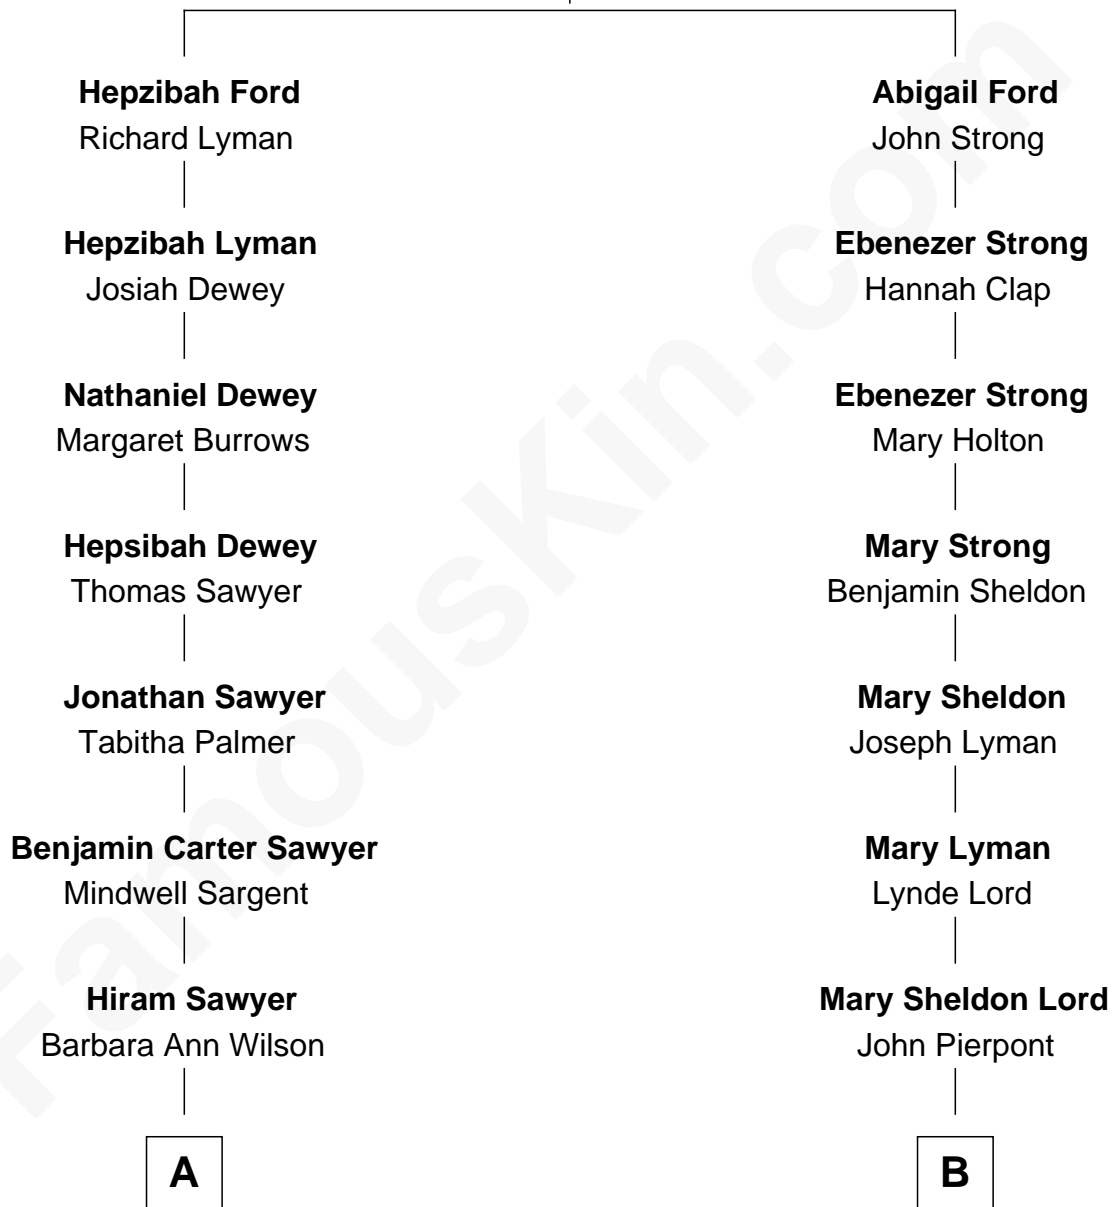 Hepzibah Ford
Richard Lyman
Hepzibah Lyman
Josiah Dewey
Nathaniel Dewey
Margaret Burrows
Hepsibah Dewey
Thomas Sawyer
Jonathan Sawyer
Tabitha Palmer
Benjamin Carter Sawyer
Mindwell Sargent
Hiram Sawyer
Barbara Ann Wilson
A
Abigail Ford
John Strong
Ebenezer Strong
Hannah Clap
Ebenezer Strong
Mary Holton
Mary Strong
Benjamin Sheldon
Mary Sheldon
Joseph Lyman
Mary Lyman
Lynde Lord
Mary Sheldon Lord
John Pierpont
B
FamousKin.com